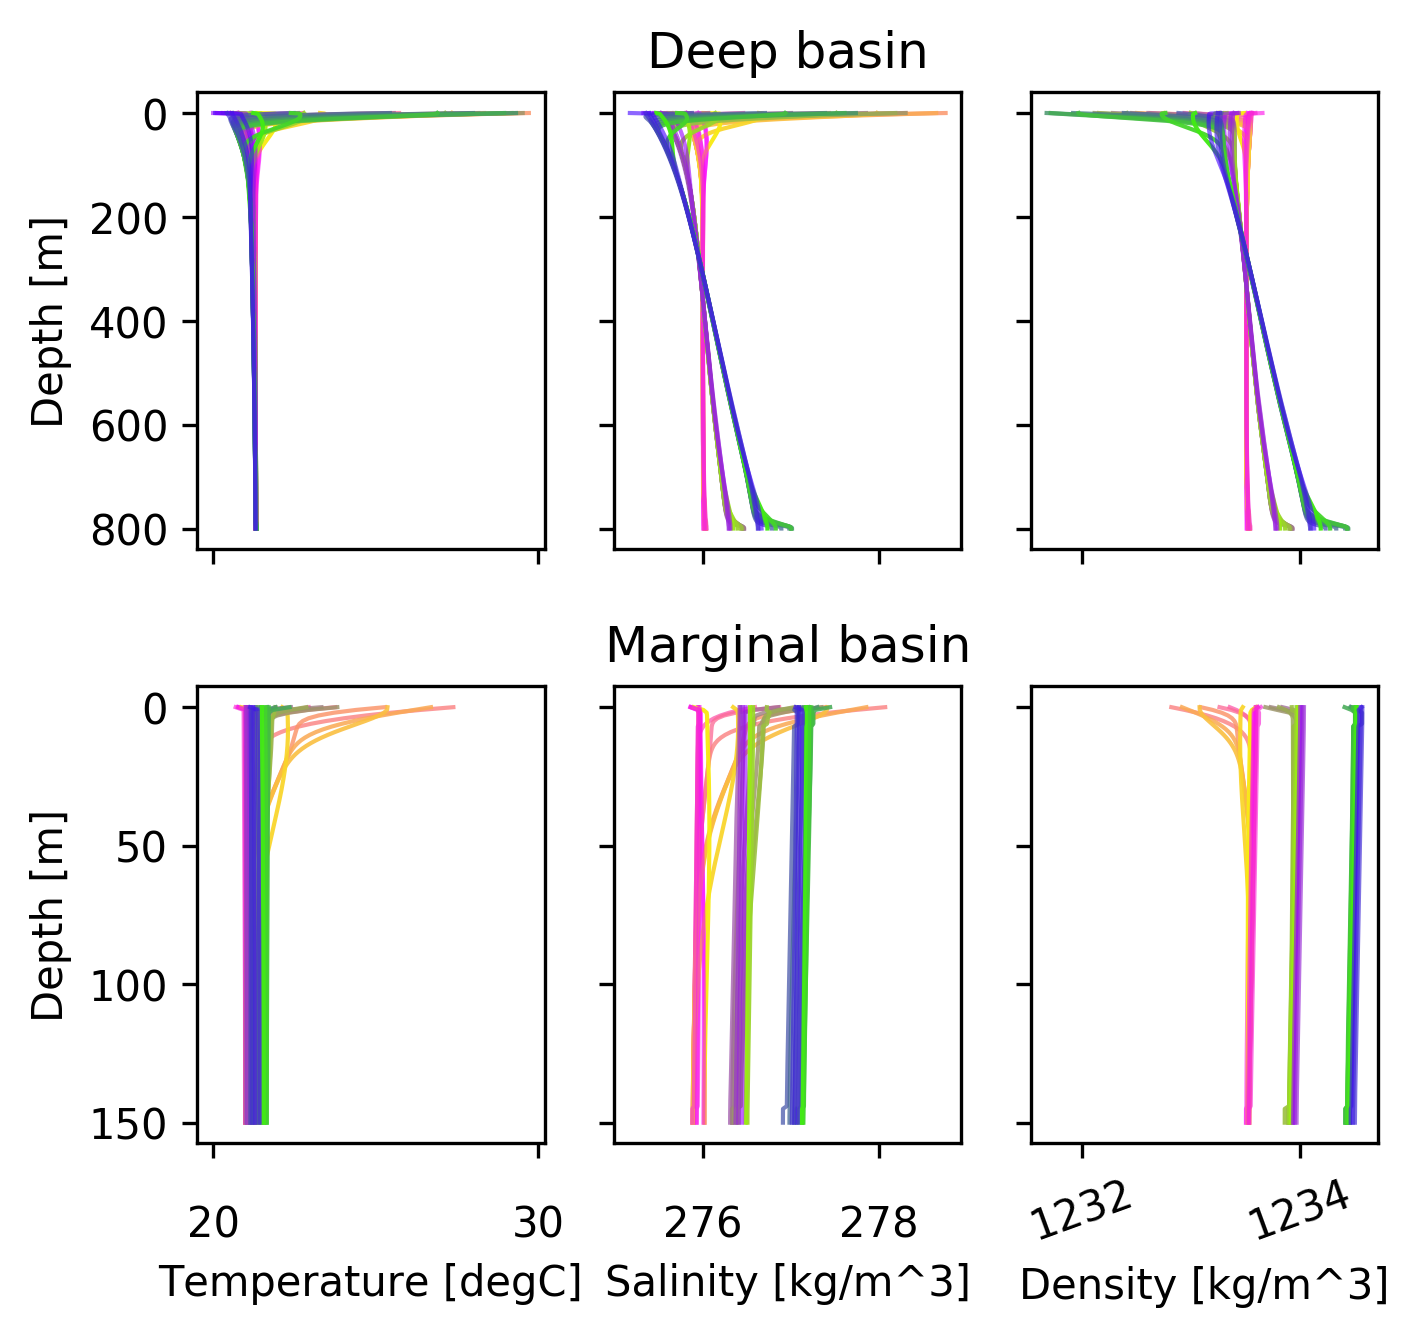 Deep basin
0
200
400
600
800
Depth [m]
Marginal basin
0
50
100
150
Depth [m]
20 30 276 278 1232 1234
Temperature [degC] Salinity [kg/m^3] Density [kg/m^3]